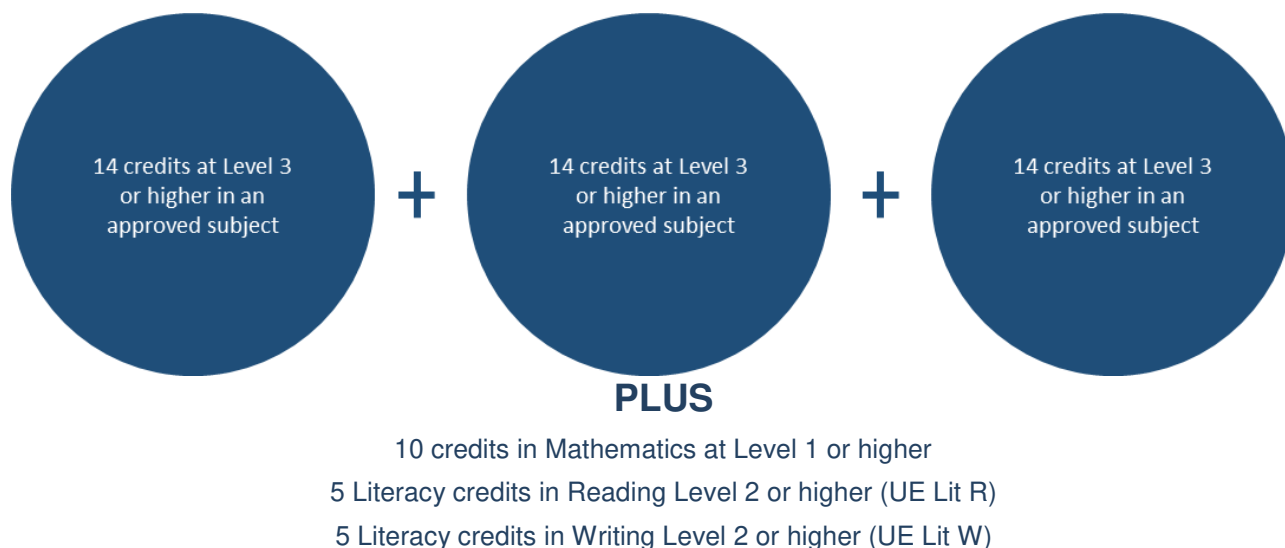 14 credits at Level 3
or higher in an
approved subject
+
14 credits at Level 3
or higher in an
approved subject
+
14 credits at Level 3
or higher in an
approved subject
PLUS
10 credits in Mathematics at Level 1 or higher
5 Literacy credits in Reading Level 2 or higher (UE Lit R)
5 Literacy credits in Writing Level 2 or higher (UE Lit W)